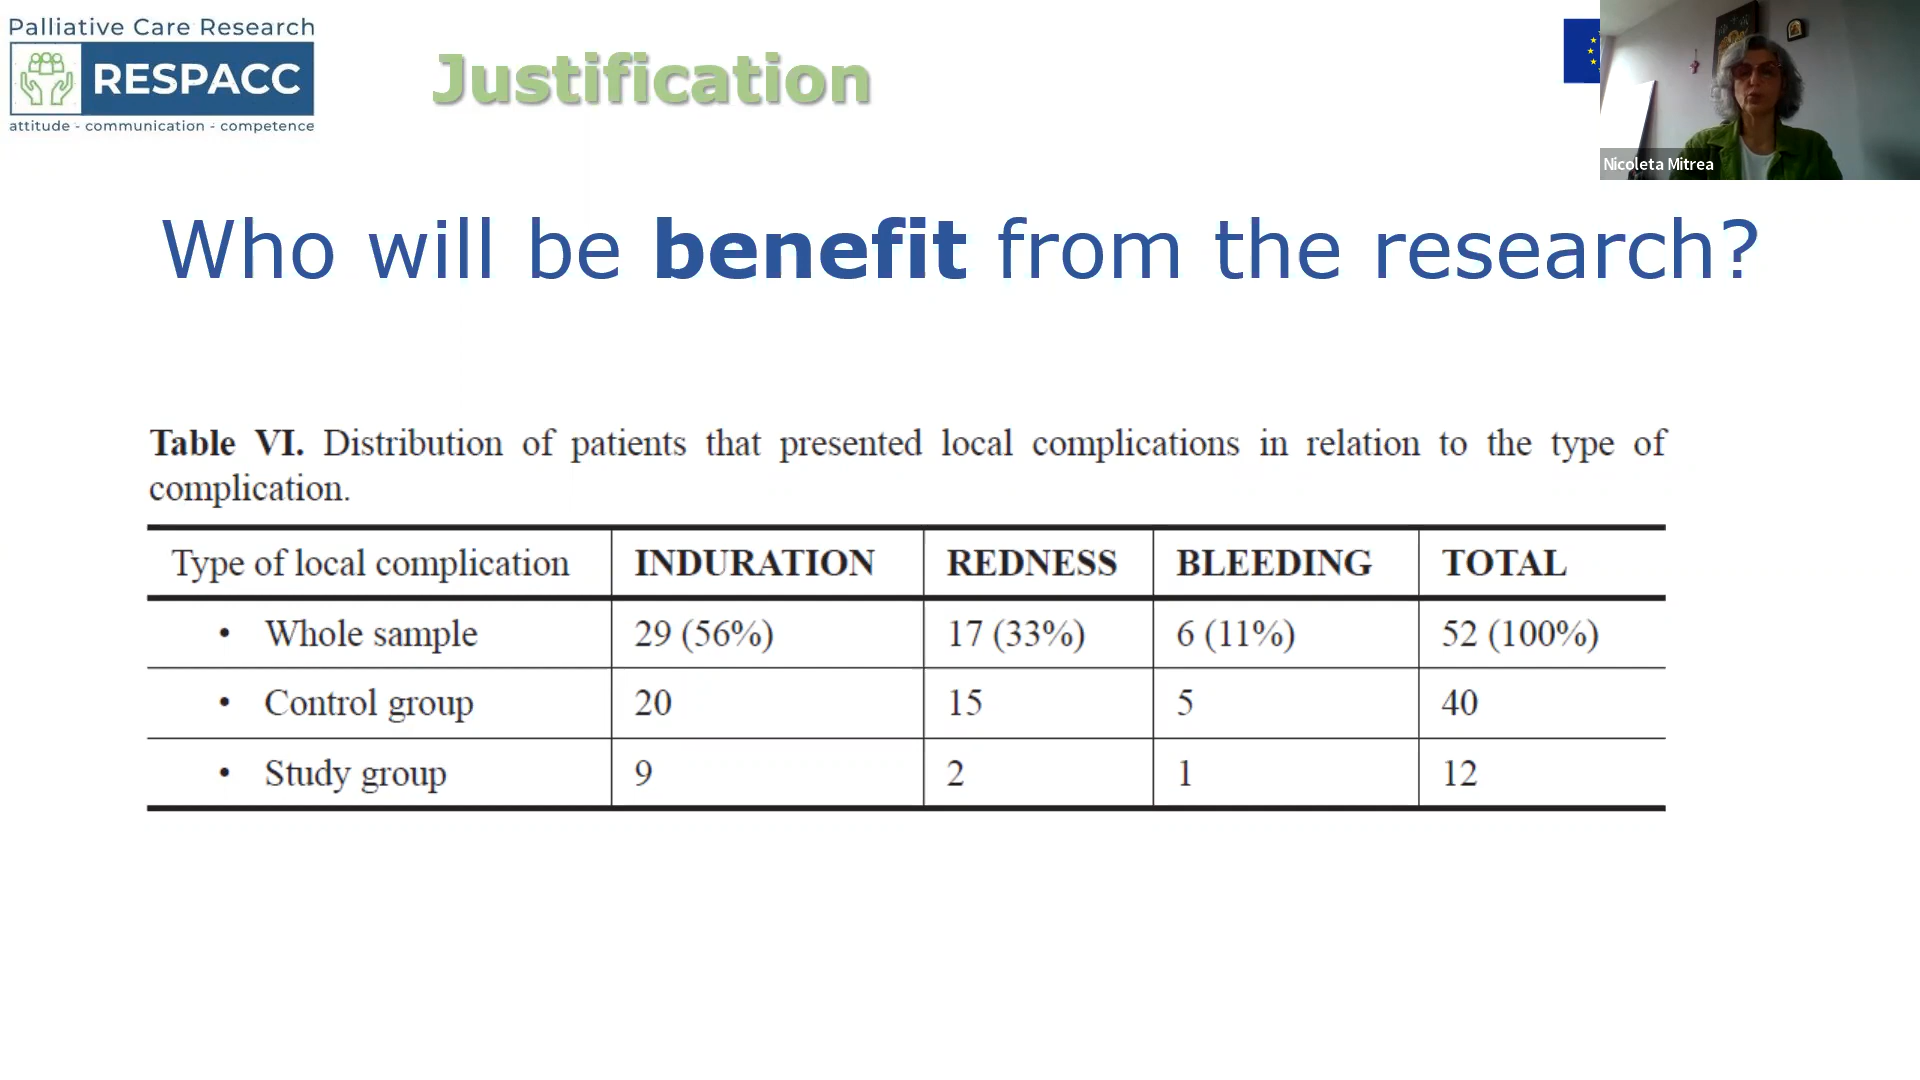 Palliative Care Research
RESPACC
attitude - communication - competence
Justification
Nicoleta Mitrea
Who will be benefit from the research?
Table VI. Distribution of patients that presented local complications in relation to the type of
complication.
Type of local complication INDURATION REDNESS BLEEDING TOTAL
• Whole sample 29 (56%) 17 (33%) 6 (11%) 52 (100%)
• Control group 20 15 5 40
• Study group 9 2 1 12